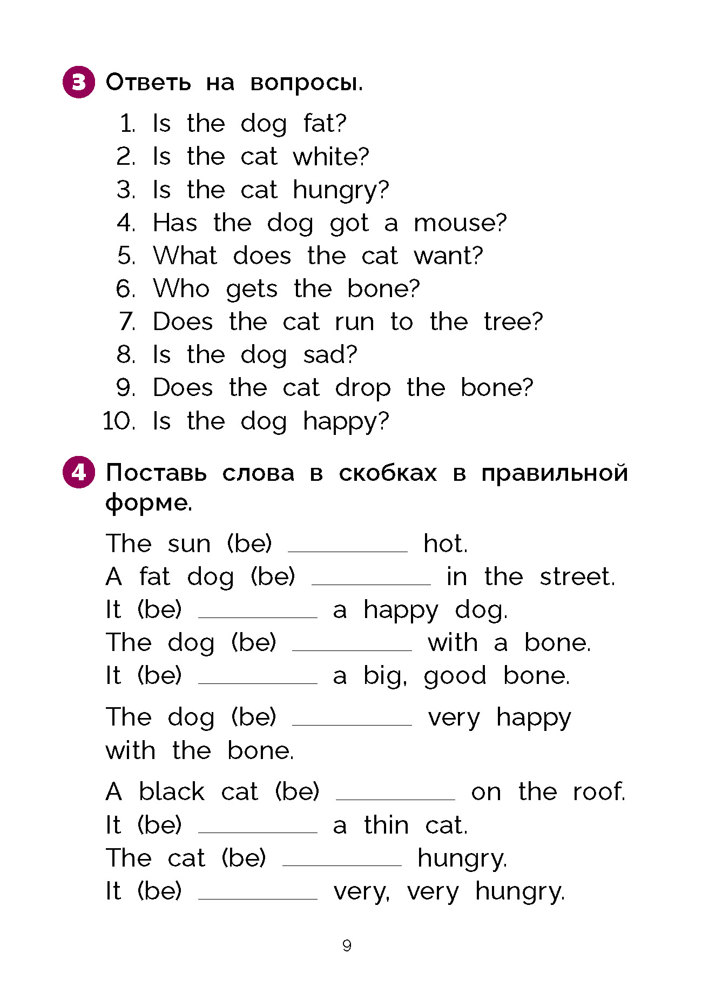 3 Ответь на вопросы.
1. Is the dog fat?
2. Is the cat white?
3. Is the cat hungry?
4. Has the dog got a mouse?
5. What does the cat want?
6. Who gets the bone?
7. Does the cat run to the tree?
8. Is the dog sad?
9. Does the cat drop the bone?
10. Is the dog happy?
4 Поставь слова в скобках в правильной
форме.
The sun (be) __________ hot.
A fat dog (be) __________ in the street.
It (be) __________ a happy dog.
The dog (be) __________ with a bone.
It (be) __________ a big, good bone.
The dog (be) __________ very happy
with the bone.
A black cat (be) __________ on the roof.
It (be) __________ a thin cat.
The cat (be) __________ hungry.
It (be) __________ very, very hungry.
9